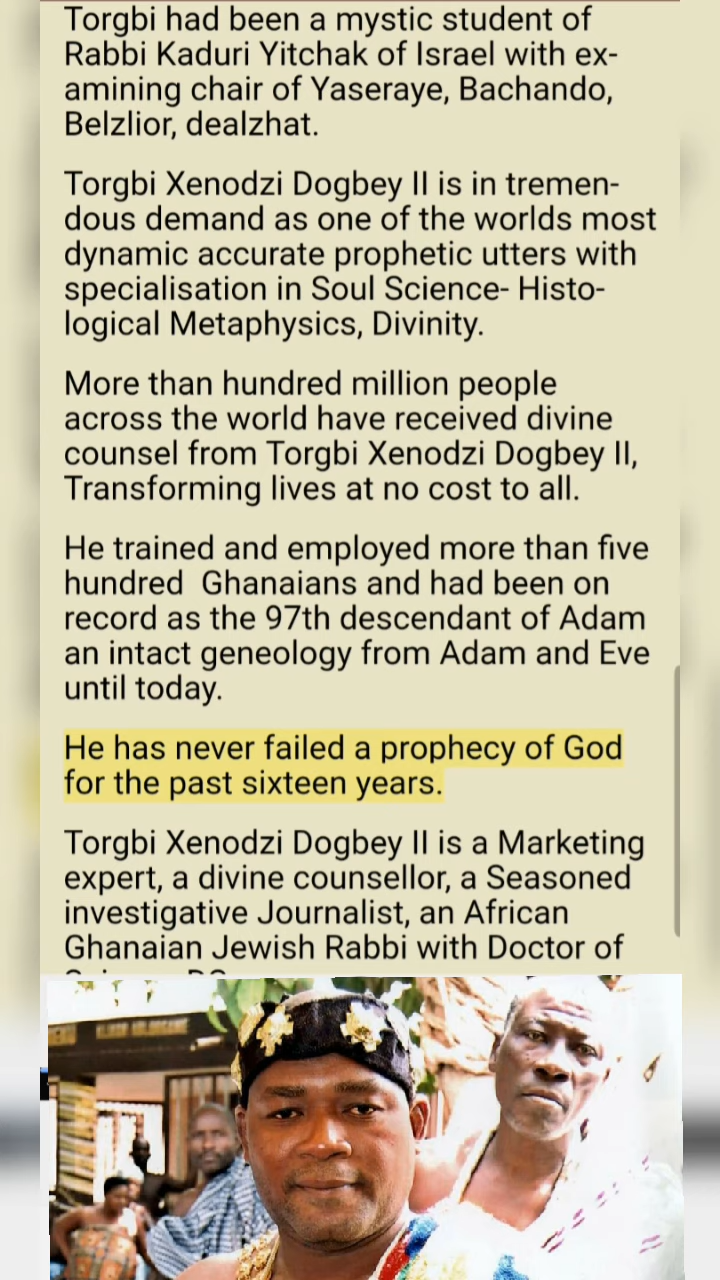 Torgbi had been a mystic student of
Rabbi Kaduri Yitchak of Israel with ex-
amining chair of Yaseraye, Bachando,
Belzlior, dealzhat.
Torgbi Xenodzi Dogbey II is in tremen-
dous demand as one of the worlds most
dynamic accurate prophetic utters with
specialisation in Soul Science- Histo-
logical Metaphysics, Divinity.
More than hundred million people
across the world have received divine
counsel from Torgbi Xenodzi Dogbey II,
Transforming lives at no cost to all.
He trained and employed more than five
hundred  Ghanaians and had been on
record as the 97th descendant of Adam
an intact geneology from Adam and Eve
until today.
He has never failed a prophecy of God
for the past sixteen years.
Torgbi Xenodzi Dogbey II is a Marketing
expert, a divine counsellor, a Seasoned
investigative Journalist, an African
Ghanaian Jewish Rabbi with Doctor of